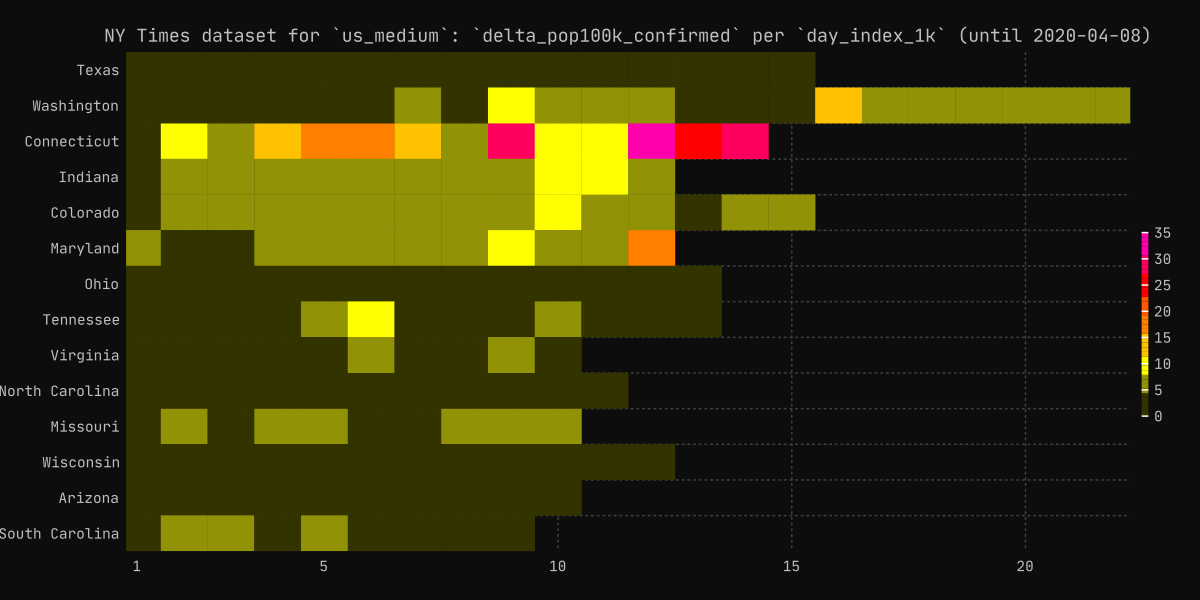 NY Times dataset for `us_medium`: `delta_pop100k_confirmed` per `day_index_1k` (until 2020-04-08)
Texas
Washington
Connecticut
Indiana
Colorado
Maryland
Ohio
Tennessee
Virginia
North Carolina
Missouri
Wisconsin
Arizona
South Carolina
1 5 10 15 20
35
30
25
20
15
10
5
0